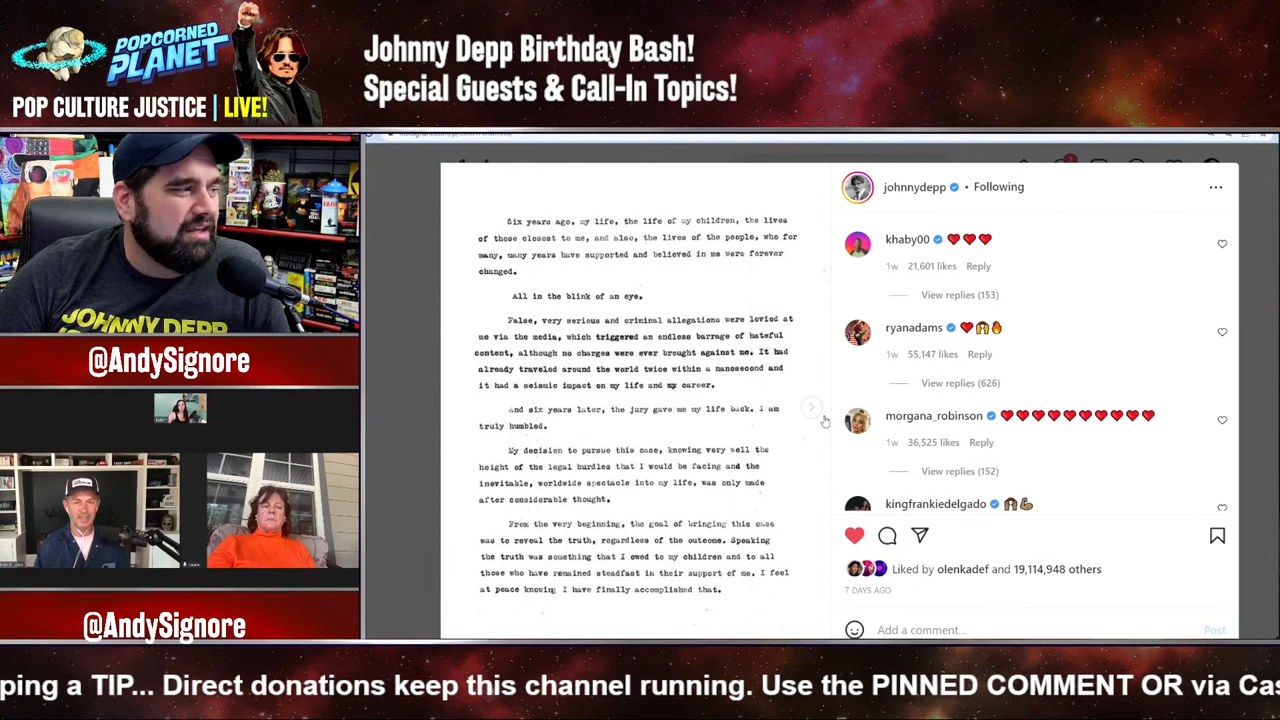 POPCORNED
PLANET
POP CULTURE JUSTICE | LIVE!
Johnny Depp Birthday Bash!
Special Guests & Call-In Topics!
JOHNNY DEPP
@AndySignore
@AndySignore
Six years ago, my life, the life of my children, the lives
of those closest to me, and also, the lives of the people, who for
many, many years have supported and believed in me were forever
changed.
All in the blink of an eye.
False, very serious and criminal allegations were levied at
me via the media, which triggered an endless barrage of hateful
content, although no charges were ever brought against me. It had
already traveled around the world twice within a nanosecond and
it had a seismic impact on my life and my career.
And six years later, the jury gave me my life back. I am
truly humbled.
My decision to pursue this case, knowing very well the
height of the legal hurdles that I would be facing and the
inevitable, worldwide spectacle into my life, was only made
after considerable thought.
From the very beginning, the goal of bringing this case
was to reveal the truth, regardless of the outcome. Speaking
the truth was something that I owed to my children and to all
those who have remained steadfast in their support of me. I feel
at peace knowing I have finally accomplished that.
johnnydepp • Following
khaby00 ❤️❤️❤️
1w 21,601 likes Reply
View replies (153)
ryanadams ❤️🙌🔥
1w 55,147 likes Reply
View replies (626)
morgana_robinson ❤️❤️❤️❤️❤️❤️❤️❤️❤️❤️
1w 36,525 likes Reply
View replies (152)
kingfrankiedelgado 🙌🏽💪🏽
Liked by olenkadef and 19,114,948 others
7 DAYS AGO
Add a comment...
Post
ping a TIP... Direct donations keep this channel running. Use the PINNED COMMENT OR via Cas